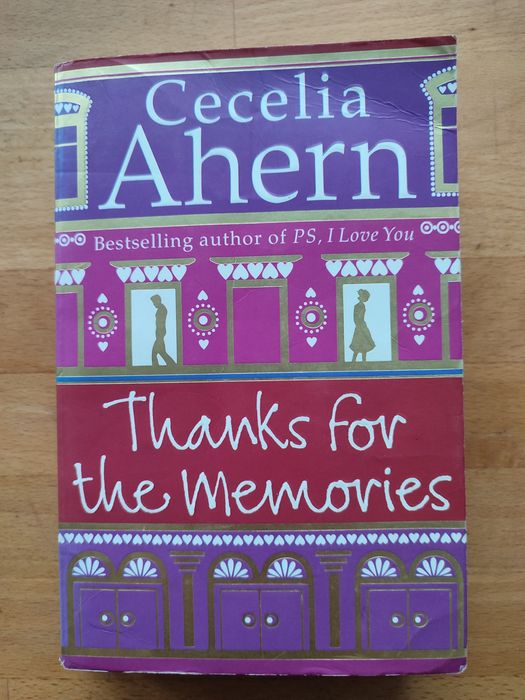 Cecelia
Ahern
Bestselling author of PS, I Love You
Thanks for
the Memories